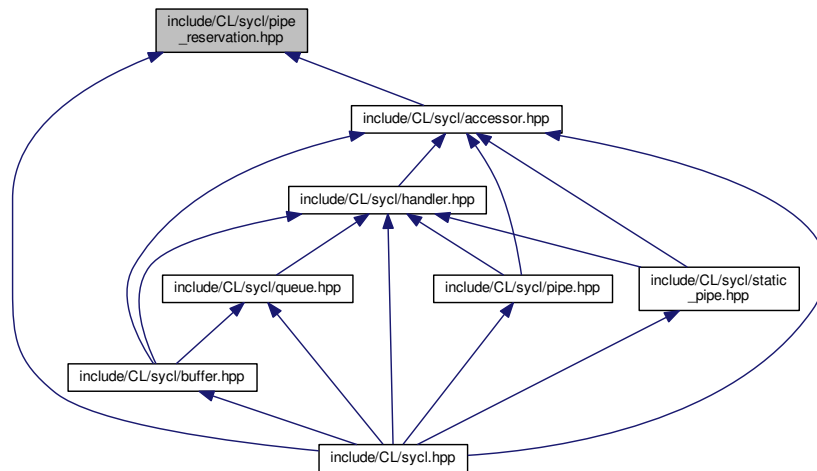 include/CL/sycl/pipe
_reservation.hpp
include/CL/sycl/accessor.hpp
include/CL/sycl/handler.hpp
include/CL/sycl/queue.hpp
include/CL/sycl/pipe.hpp
include/CL/sycl/static
_pipe.hpp
include/CL/sycl/buffer.hpp
include/CL/sycl.hpp